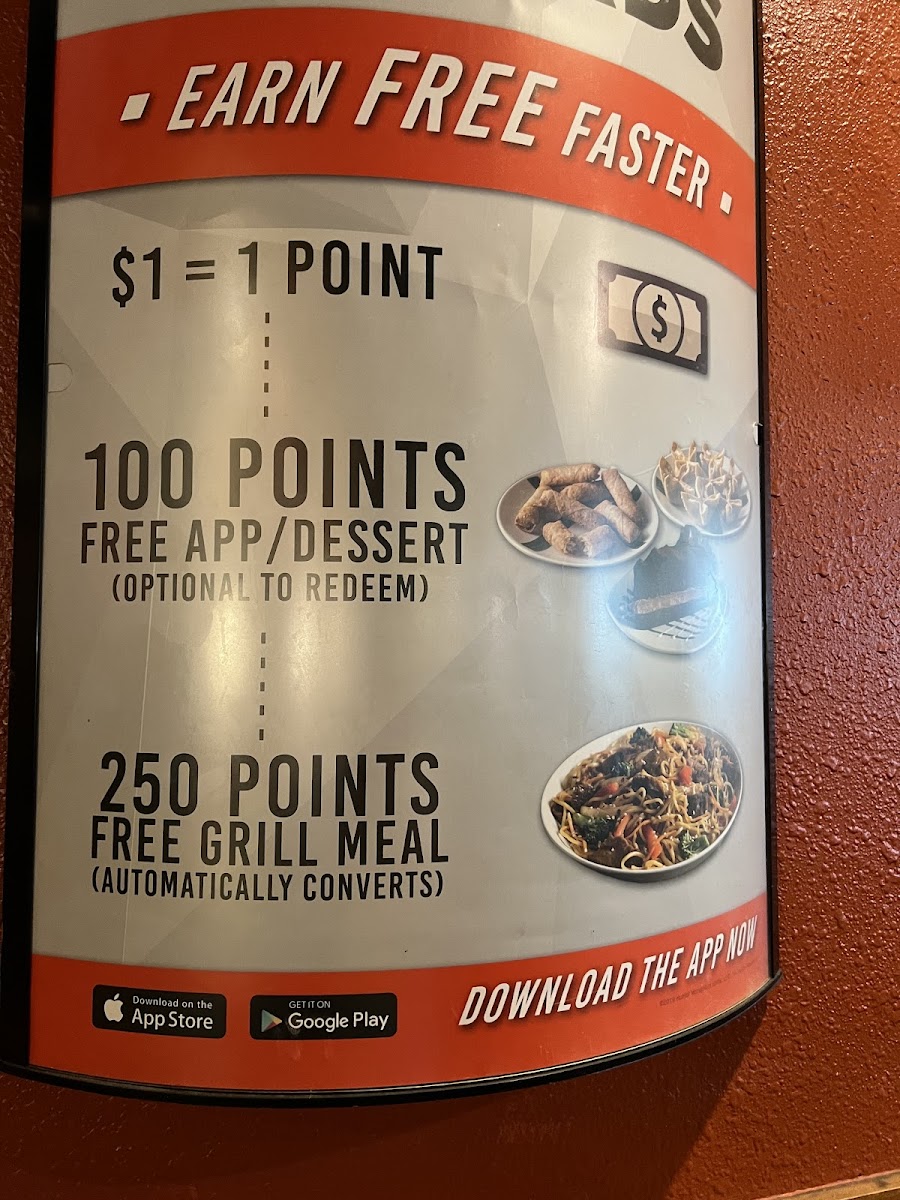 • EARN FREE FASTER •
$1 = 1 POINT
$
100 POINTS
FREE APP/DESSERT
(OPTIONAL TO REDEEM)
250 POINTS
FREE GRILL MEAL
(AUTOMATICALLY CONVERTS)
DOWNLOAD THE APP NOW
Download on the
App Store
GET IT ON
Google Play